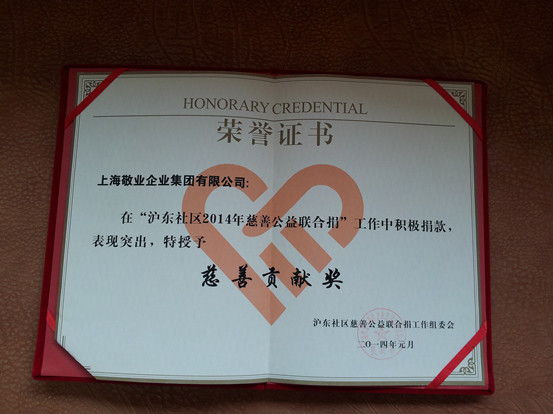 HONORARY CREDENTIAL
荣誉证书
上海敬业企业集团有限公司:
在“沪东社区2014年慈善公益联合捐”工作中积极捐款，
表现突出，特授予
慈善贡献奖
沪东社区慈善公益联合捐工作组委会
二〇一四年元月